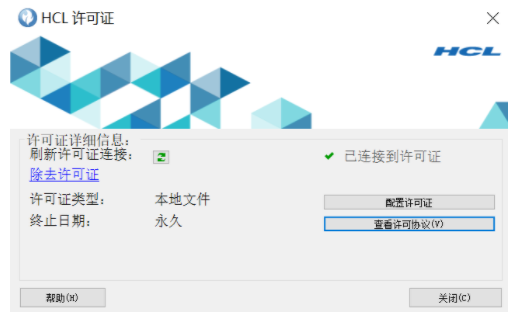 HCL 许可证
HCL
许可证详细信息:
刷新许可证连接:
已连接到许可证
除去许可证
许可证类型: 本地文件
配置许可证
终止日期: 永久
查看许可协议(V)
帮助(H)
关闭(C)